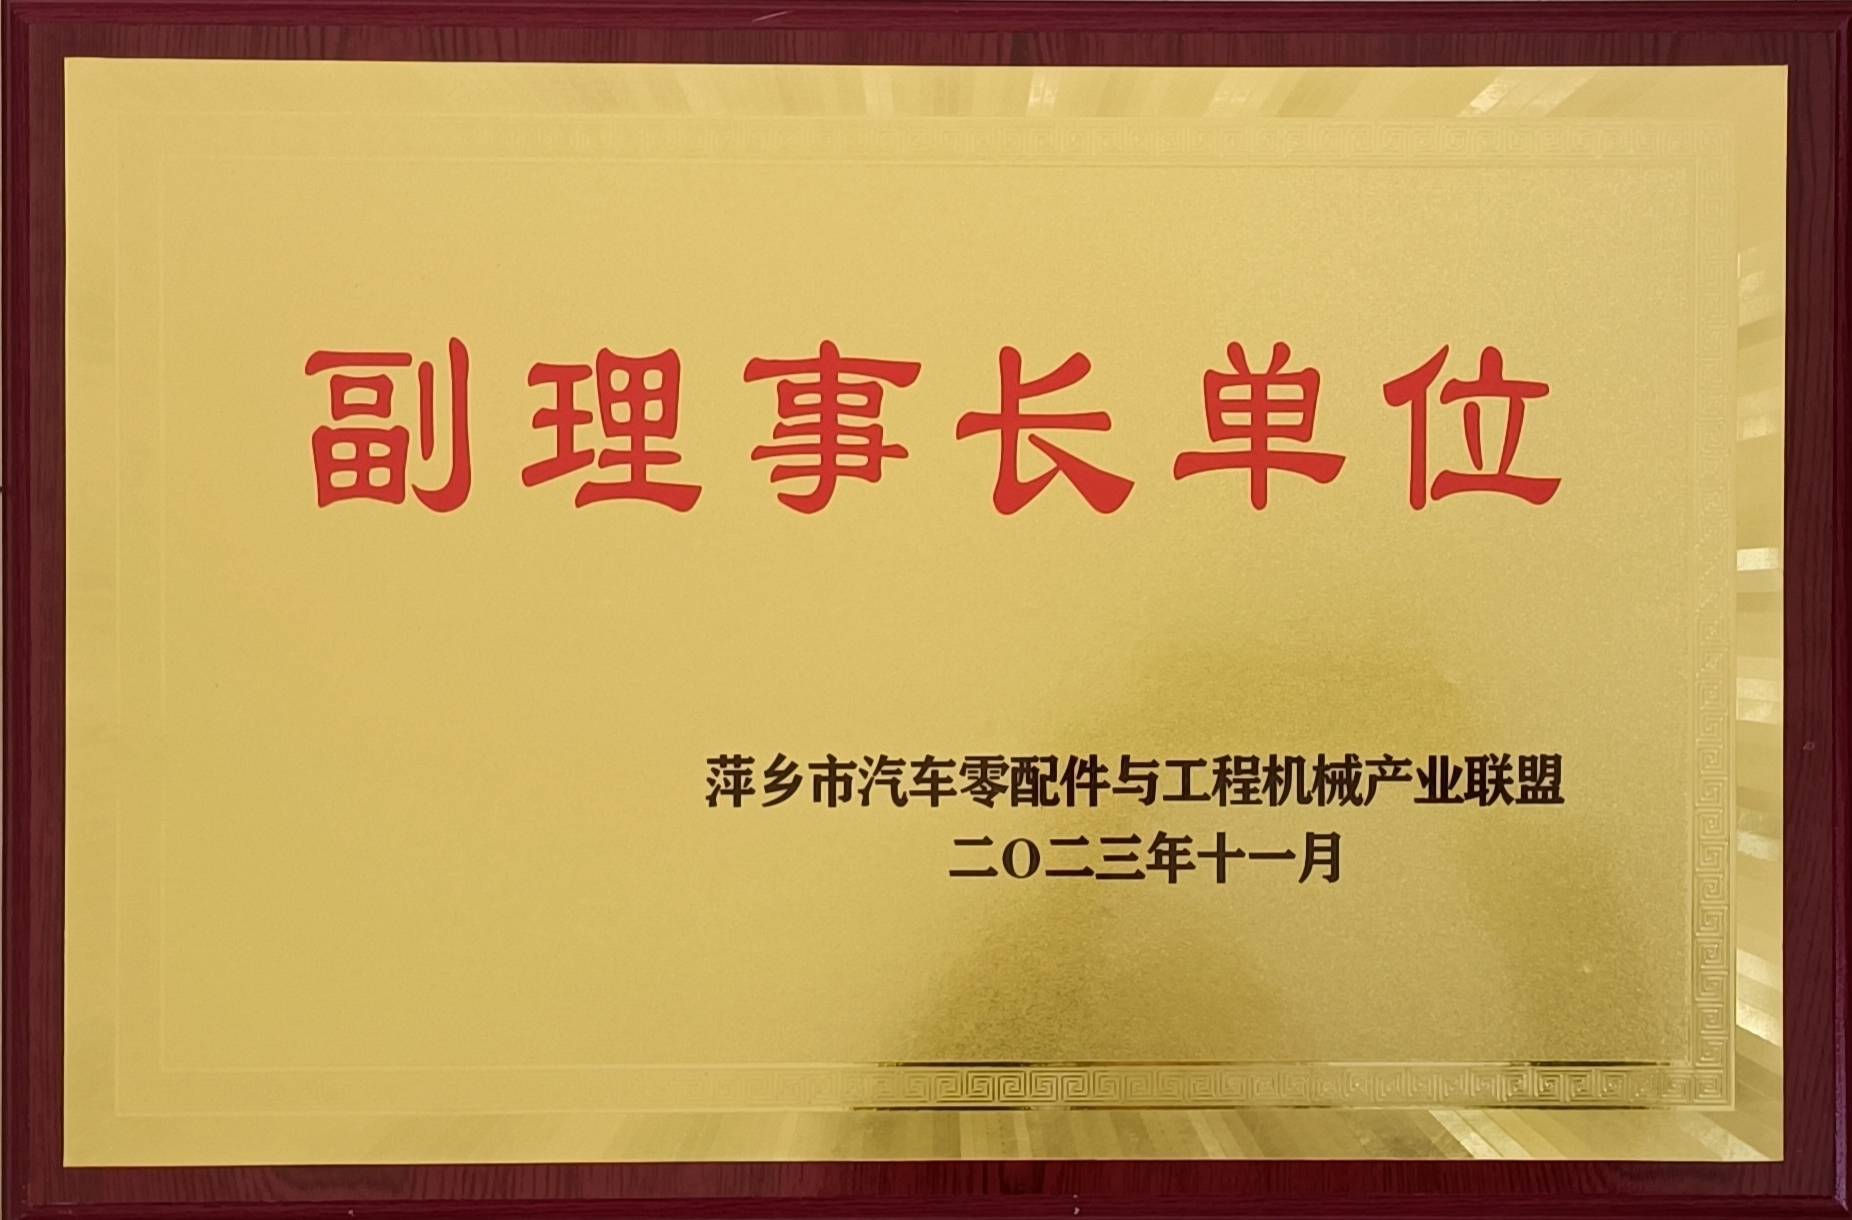 副理事长单位
萍乡市汽车零配件与工程机械产业联盟
二〇二三年十一月